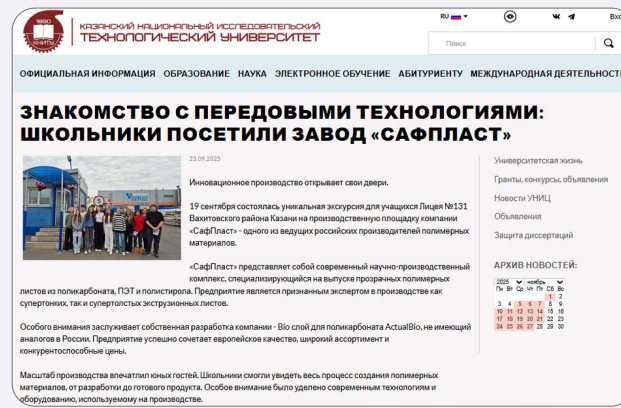 КАЗАНСКИЙ НАЦИОНАЛЬНЫЙ ИССЛЕДОВАТЕЛЬСКИЙ
ТЕХНОЛОГИЧЕСКИЙ УНИВЕРСИТЕТ
1890
КНИТУ
RU
Вхо
Поиск
ОФИЦИАЛЬНАЯ ИНФОРМАЦИЯ ОБРАЗОВАНИЕ НАУКА ЭЛЕКТРОННОЕ ОБУЧЕНИЕ АБИТУРИЕНТУ МЕЖДУНАРОДНАЯ ДЕЯТЕЛЬНОСТ
ЗНАКОМСТВО С ПЕРЕДОВЫМИ ТЕХНОЛОГИЯМИ:
ШКОЛЬНИКИ ПОСЕТИЛИ ЗАВОД «САФПЛАСТ»
23.09.2025
Инновационное производство открывает свои двери.
19 сентября состоялась уникальная экскурсия для учащихся Лицея №131
Вахитовского района Казани на производственную площадку компании
«СафПласт» - одного из ведущих российских производителей полимерных
материалов.
«СафПласт» представляет собой современный научно-производственный
комплекс, специализирующийся на выпуске прозрачных полимерных
листов из поликарбоната, ПЭТ и полистирола. Предприятие является признанным экспертом в производстве как
супертонких, так и супертолстых экструзионных листов.
Особого внимания заслуживает собственная разработка компании - Bio слой для поликарбоната ActualBio, не имеющий
аналогов в России. Предприятие успешно сочетает европейское качество, широкий ассортимент и
конкурентоспособные цены.
Масштаб производства впечатлил юных гостей. Школьники смогли увидеть весь процесс создания полимерных
материалов, от разработки до готового продукта. Особое внимание было уделено современным технологиям и
оборудованию, используемому на производстве.
Университетская жизнь
Гранты, конкурсы, объявления
Новости УНИЦ
Объявления
Защита диссертаций
АРХИВ НОВОСТЕЙ:
2025 ноябрь
Пн Вт Ср Чт Пт Сб Вс
1 2
3 4 5 6 7 8 9
10 11 12 13 14 15 16
17 18 19 20 21 22 23
24 25 26 27 28 29 30